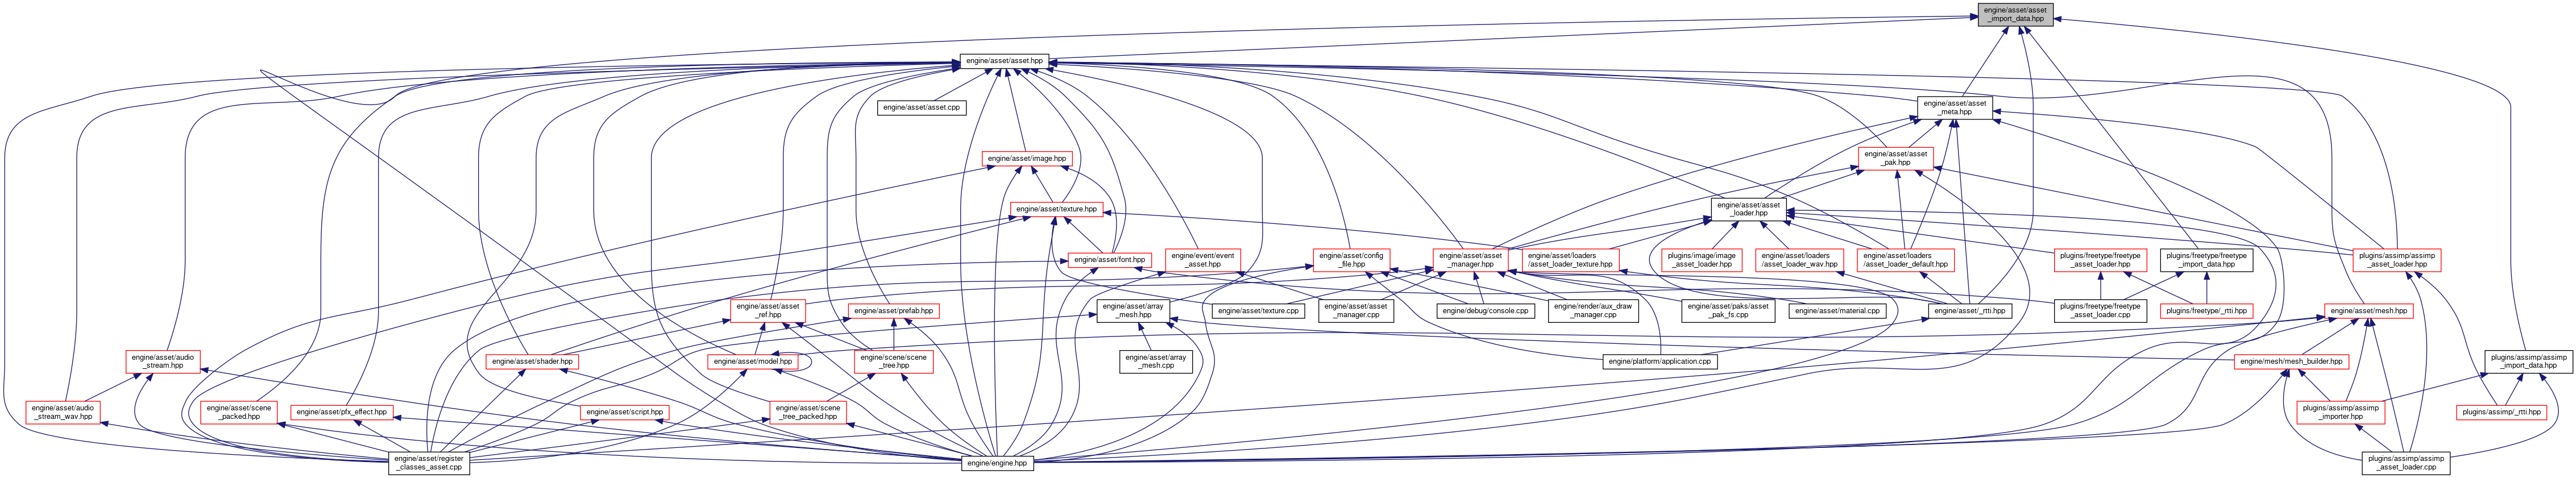 engine/asset/asset
_import_data.hpp
engine/asset/asset.hpp
engine/asset/asset.cpp
engine/asset/asset
_meta.hpp
engine/asset/image.hpp
engine/asset/asset
_pak.hpp
engine/asset/texture.hpp
engine/asset/asset
_loader.hpp
engine/asset/font.hpp
engine/event/event
_asset.hpp
engine/asset/config
_file.hpp
engine/asset/asset
_manager.hpp
engine/asset/loaders
/asset_loader_texture.hpp
plugins/image/image
_asset_loader.hpp
engine/asset/loaders
/asset_loader_wav.hpp
engine/asset/loaders
/asset_loader_default.hpp
plugins/freetype/freetype
_asset_loader.hpp
plugins/freetype/freetype
_import_data.hpp
plugins/assimp/assimp
_asset_loader.hpp
engine/asset/asset
_ref.hpp
engine/asset/prefab.hpp
engine/asset/array
_mesh.hpp
engine/asset/texture.cpp
engine/asset/asset
_manager.cpp
engine/debug/console.cpp
engine/render/aux_draw
_manager.cpp
engine/asset/paks/asset
_pak_fs.cpp
engine/asset/material.cpp
engine/asset/_rtti.hpp
plugins/freetype/freetype
_asset_loader.cpp
plugins/freetype/_rtti.hpp
engine/asset/mesh.hpp
engine/asset/audio
_stream.hpp
engine/asset/shader.hpp
engine/asset/model.hpp
engine/scene/scene
_tree.hpp
engine/asset/array
_mesh.cpp
engine/platform/application.cpp
engine/mesh/mesh_builder.hpp
plugins/assimp/assimp
_import_data.hpp
engine/asset/audio
_stream_wav.hpp
engine/asset/scene
_packed.hpp
engine/asset/pfx_effect.hpp
engine/asset/script.hpp
engine/asset/scene
_tree_packed.hpp
plugins/assimp/assimp
_importer.hpp
plugins/assimp/_rtti.hpp
engine/asset/register
_classes_asset.cpp
engine/engine.hpp
plugins/assimp/assimp
_asset_loader.cpp